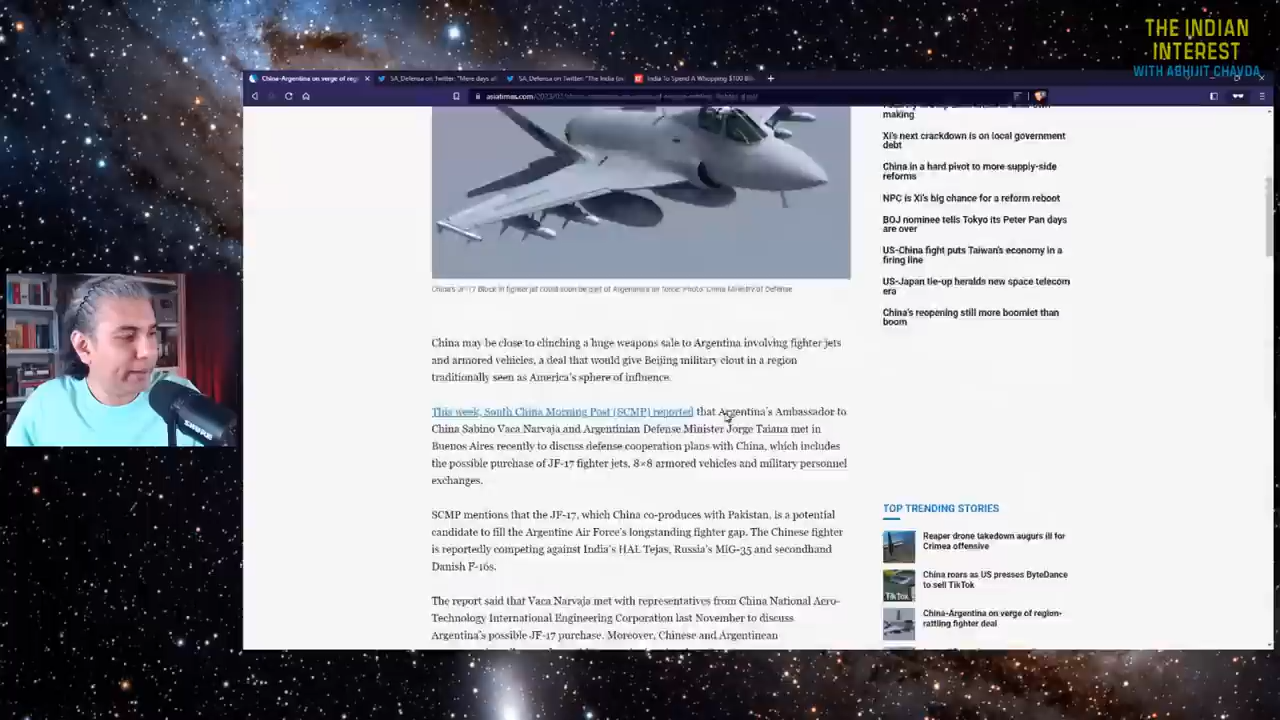 THE INDIAN
INTEREST
WITH ABHIJIT CHAVDA
China-Argentina on verge of reg
SA_Defensa on Twitter: "Mere days
SA_Defensa on Twitter: "The India
India To Spend A Whopping $100 Bil
making
Xi's next crackdown is on local government
debt
China in a hard pivot to more supply-side
reforms
NPC is Xi's big chance for a reform reboot
BOJ nominee tells Tokyo its Peter Pan days
are over
US-China fight puts Taiwan's economy in a
firing line
US-Japan tie-up heralds new space telecom
era
China's reopening still more boomlet than
boom
China's JF-17 Block III fighter jet could soon be part of Argentina's air force. Photo: China Ministry of Defense
China may be close to clinching a huge weapons sale to Argentina involving fighter jets
and armored vehicles, a deal that would give Beijing military clout in a region
traditionally seen as America's sphere of influence.
This week, South China Morning Post (SCMP) reported that Argentina's Ambassador to
China Sabino Vaca Narvaja and Argentinian Defense Minister Jorge Taiana met in
Buenos Aires recently to discuss defense cooperation plans with China, which includes
the possible purchase of JF-17 fighter jets, 8×8 armored vehicles and military personnel
exchanges.
SCMP mentions that the JF-17, which China co-produces with Pakistan, is a potential
candidate to fill the Argentine Air Force's longstanding fighter gap. The Chinese fighter
is reportedly competing against India's HAL Tejas, Russia's MiG-35 and secondhand
Danish F-16s.
The report said that Vaca Narvaja met with representatives from China National Aero-
Technology International Engineering Corporation last November to discuss
Argentina's possible JF-17 purchase. Moreover, Chinese and Argentinean
TOP TRENDING STORIES
Reaper drone takedown augurs ill for
Crimea offensive
China roars as US presses ByteDance
to sell TikTok
TikTok
China-Argentina on verge of region-
rattling fighter deal
SHURE